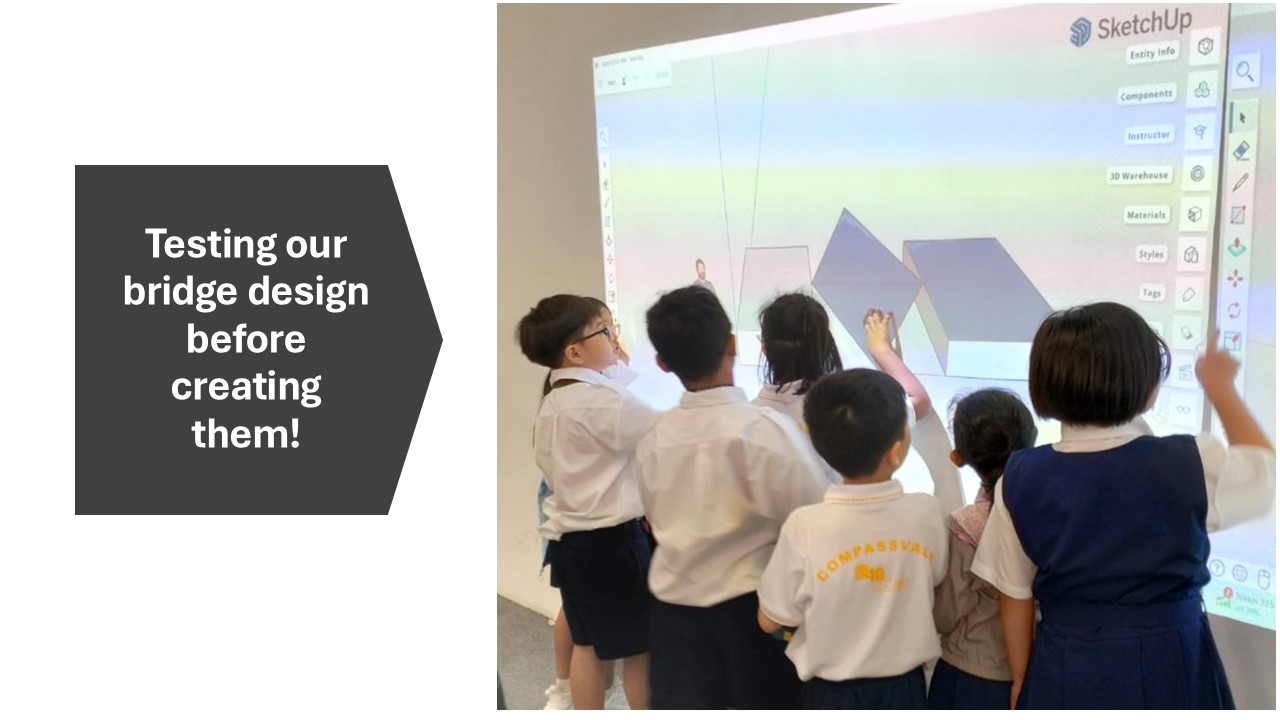 Testing our
bridge design
before
creating
them!
SketchUp
Entity Info
Components
Instructor
3D Warehouse
Materials
Styles
Tags
COMPASSVALE